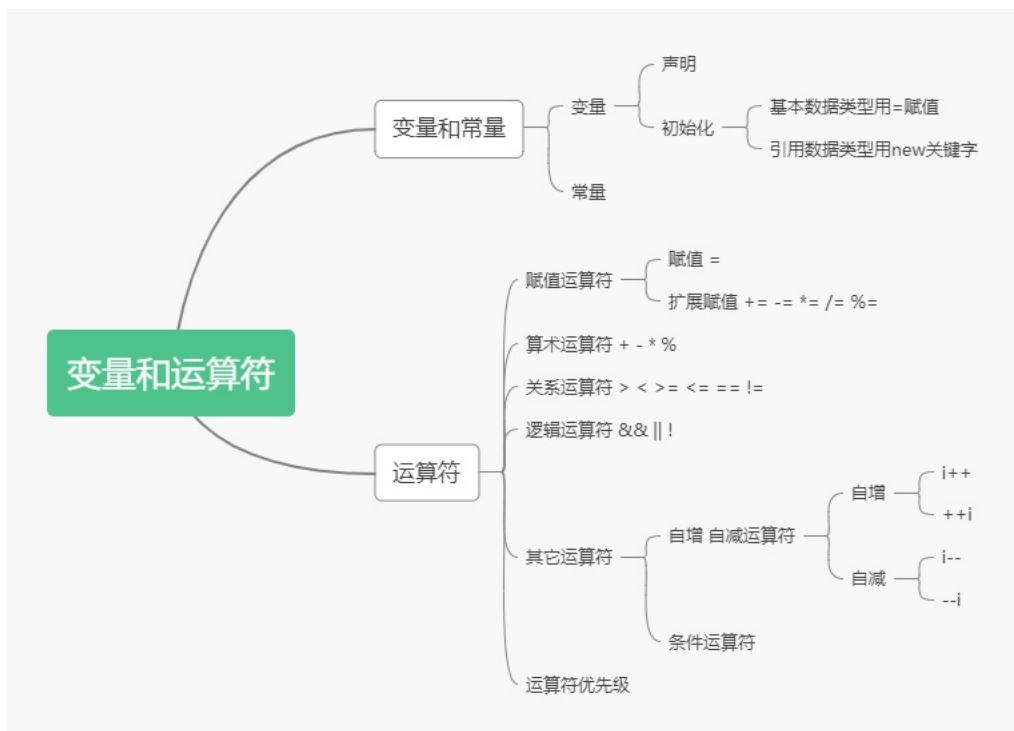 变量和运算符
变量和常量
变量
声明
初始化
基本数据类型用=赋值
引用数据类型用new关键字
常量
运算符
赋值运算符
赋值 =
扩展赋值 += -= *= /= %=
算术运算符 + - * %
关系运算符 > < >= <= == !=
逻辑运算符 && || !
其它运算符
自增 自减运算符
自增
i++
++i
自减
i--
--i
条件运算符
运算符优先级